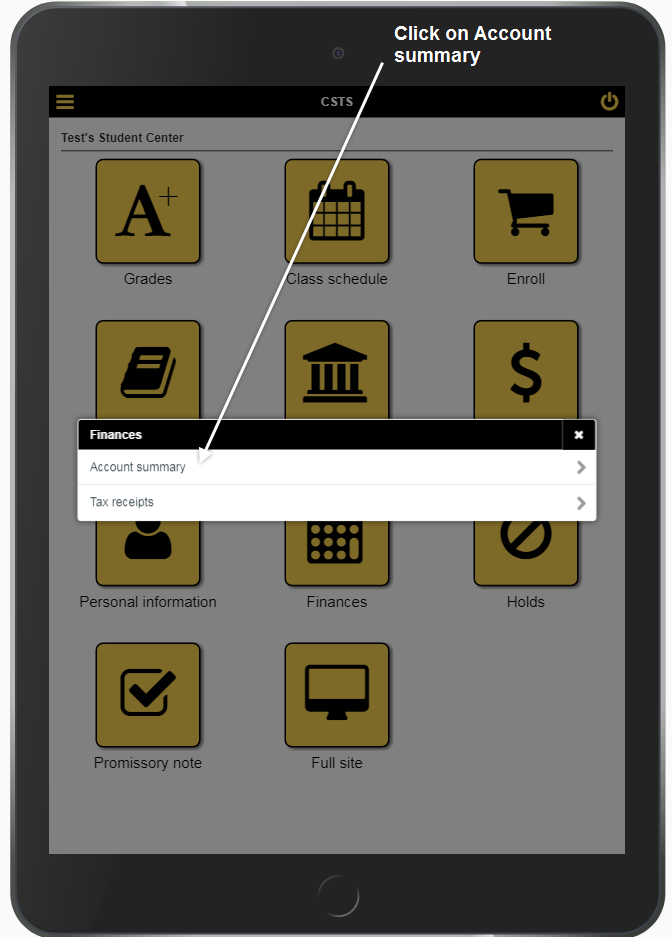 Click on Account
summary
CSTS
Test's Student Center
A+
Grades
Class schedule
Enroll
$
Finances
Account summary
Tax receipts
Personal information
Finances
Holds
Promissory note
Full site